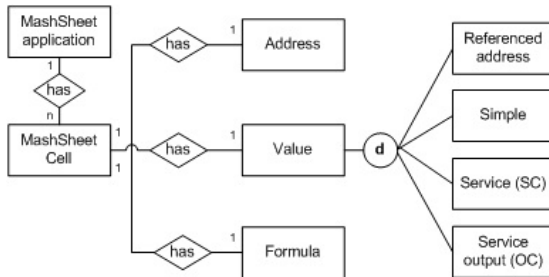 MashSheet
application
1
has
n
MashSheet
Cell
1
1
has
1
Address
has
1
Value
has
1
Formula
d
Referenced
address
Simple
Service (SC)
Service
output (OC)